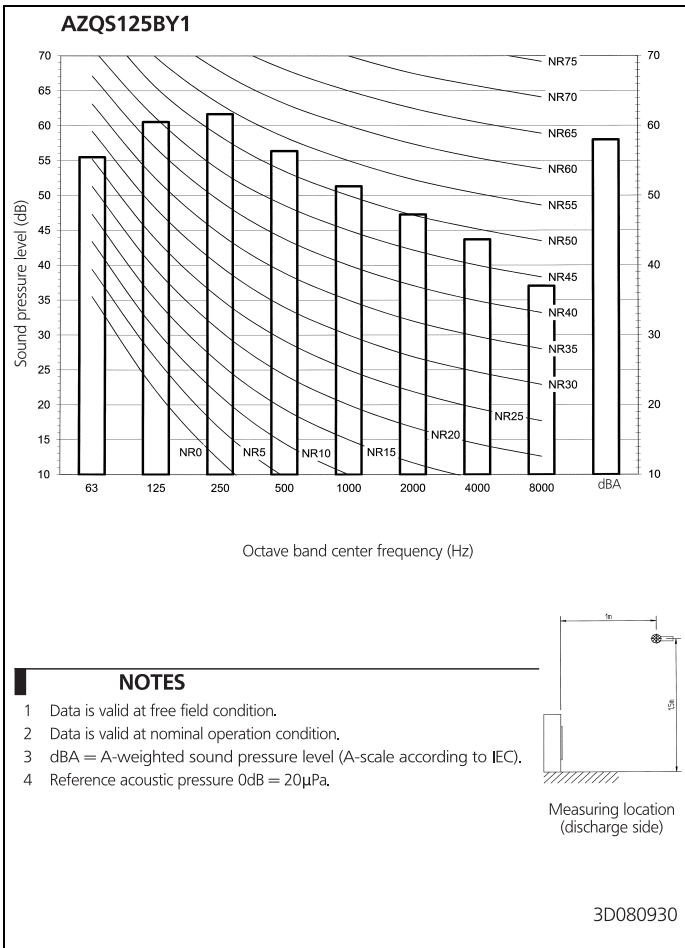 AZQS125BY1
70
65
60
55
50
45
40
35
30
25
20
15
10
Sound pressure level (dB)
70
60
50
40
30
20
10
NR75
NR70
NR65
NR60
NR55
NR50
NR45
NR40
NR35
NR30
NR25
NR20
NR15
NR10
NR5
NR0
63 125 250 500 1000 2000 4000 8000 dBA
Octave band center frequency (Hz)
NOTES
1 Data is valid at free field condition.
2 Data is valid at nominal operation condition.
3 dBA = A-weighted sound pressure level (A-scale according to IEC).
4 Reference acoustic pressure 0dB = 20µPa.
1m
1.5m
Measuring location
(discharge side)
3D080930